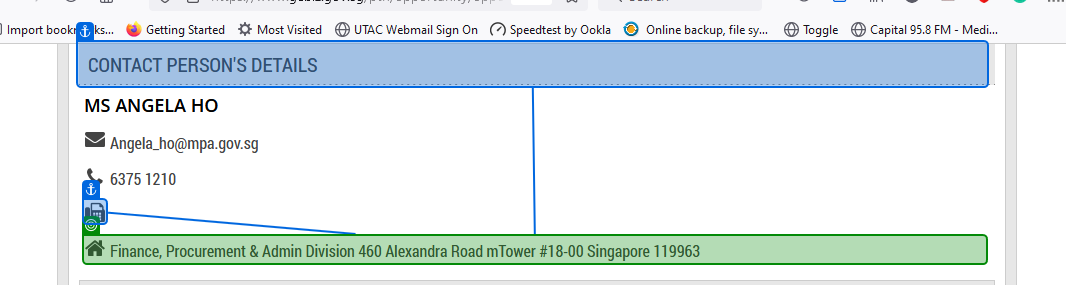 Import book ks...
Getting Started
Most Visited
UTAC Webmail Sign On
Speedtest by Ookla
Online backup, file sy...
Toggle
Capital 95.8 FM - Medi...
CONTACT PERSON'S DETAILS
MS ANGELA HO
Angela_ho@mpa.gov.sg
6375 1210
Finance, Procurement & Admin Division 460 Alexandra Road mTower #18-00 Singapore 119963